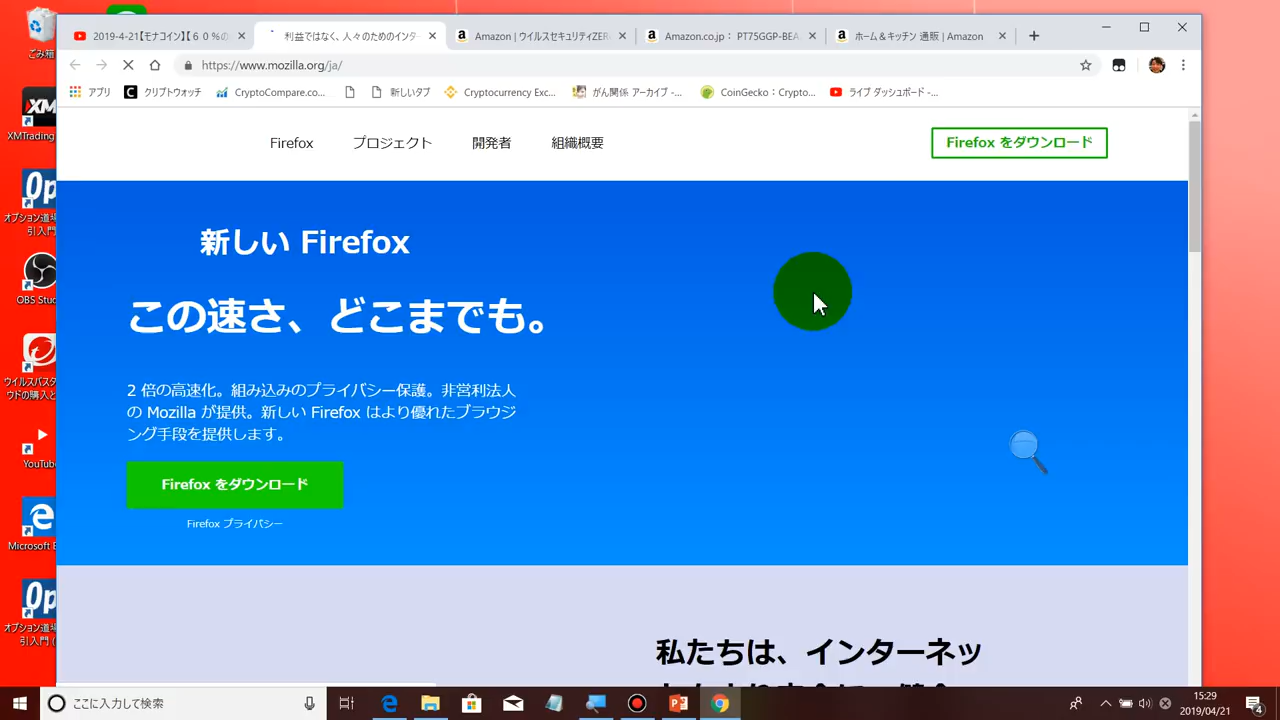 2019-4-21【モナコイン】【６０％の
利益ではなく、人々のためのインタ
Amazon | ウイルスセキュリティZER
Amazon.co.jp： PT75GGP-BEA
ホーム＆キッチン 通販 | Amazon
https://www.mozilla.org/ja/
アプリ
クリプトウォッチ
CryptoCompare.co...
新しいタブ
Cryptocurrency Exc...
がん関係 アーカイブ -...
CoinGecko：Crypto...
ライブ ダッシュボード -...
ごみ箱
XMTrading
オプション道場
引入門
OBS Stu
ウイルスバスタ
ウドの購入と
YouTube
Microsoft E
オプション道場
引入門 (
Firefox
プロジェクト
開発者
組織概要
Firefox をダウンロード
新しい Firefox
この速さ、どこまでも。
2 倍の高速化。組み込みのプライバシー保護。非営利法人
の Mozilla が提供。新しい Firefox はより優れたブラウジ
ング手段を提供します。
Firefox をダウンロード
Firefox プライバシー
私たちは、インターネッ
ここに入力して検索
15:29
2019/04/21
4